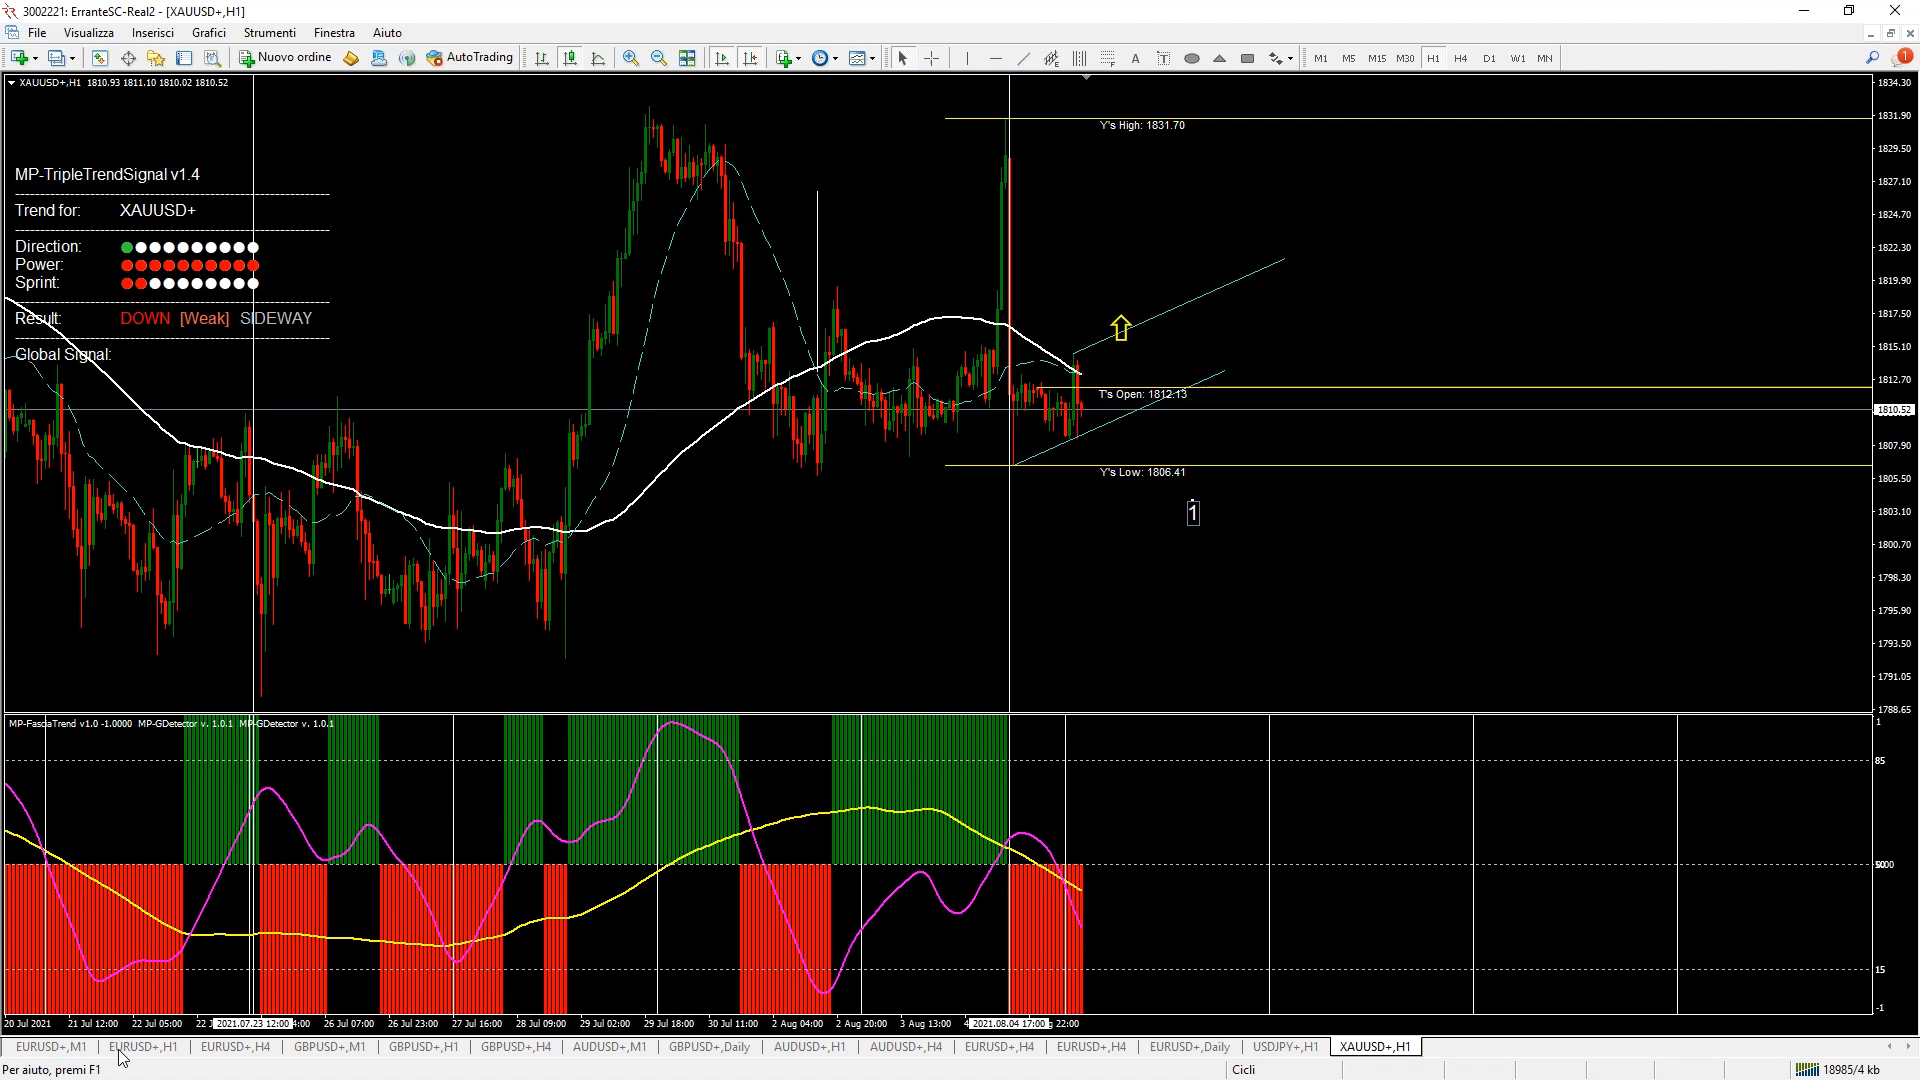 3002221: ErranteSC-Real2 - [XAUUSD+,H1]
File Visualizza Inserisci Grafici Strumenti Finestra Aiuto
Nuovo ordine AutoTrading A T M1 M5 M15 M30 H1 H4 D1 W1 MN 1
XAUUSD+,H1 1810.93 1811.10 1810.02 1810.52
MP-TripleTrendSignal v1.4
Trend for: XAUUSD+
Direction:
Power:
Sprint:
Result: DOWN [Weak] SIDEWAY
Global Signal:
Y's High: 1831.70
T's Open: 1812.13
Y's Low: 1806.41
1
1834.30
1831.90
1829.50
1827.10
1824.70
1822.30
1819.90
1817.50
1815.10
1812.70
1810.52
1807.90
1805.50
1803.10
1800.70
1798.30
1795.90
1793.50
1791.05
1788.65
MP-FasciaTrend v1.0 -1.0000 MP-GDetector v. 1.0.1 MP-GDetector v. 1.0.1
1
85
15
-1
20 Jul 2021 21 Jul 12:00 22 Jul 05:00 2021.07.23 12:00 26 Jul 07:00 26 Jul 23:00 27 Jul 16:00 28 Jul 09:00 29 Jul 02:00 29 Jul 18:00 30 Jul 11:00 2 Aug 04:00 2 Aug 20:00 3 Aug 13:00 2021.08.04 17:00 22:00
EURUSD+,M1 EURUSD+,H1 EURUSD+,H4 GBPUSD+,M1 GBPUSD+,H1 GBPUSD+,H4 AUDUSD+,M1 GBPUSD+,Daily AUDUSD+,H1 AUDUSD+,H4 EURUSD+,H4 EURUSD+,H4 EURUSD+,Daily USDJPY+,H1 XAUUSD+,H1
Per aiuto, premi F1 Cicli 18985/4 kb